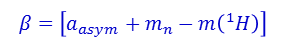 β = [a_asym + m_n − m(¹H)]